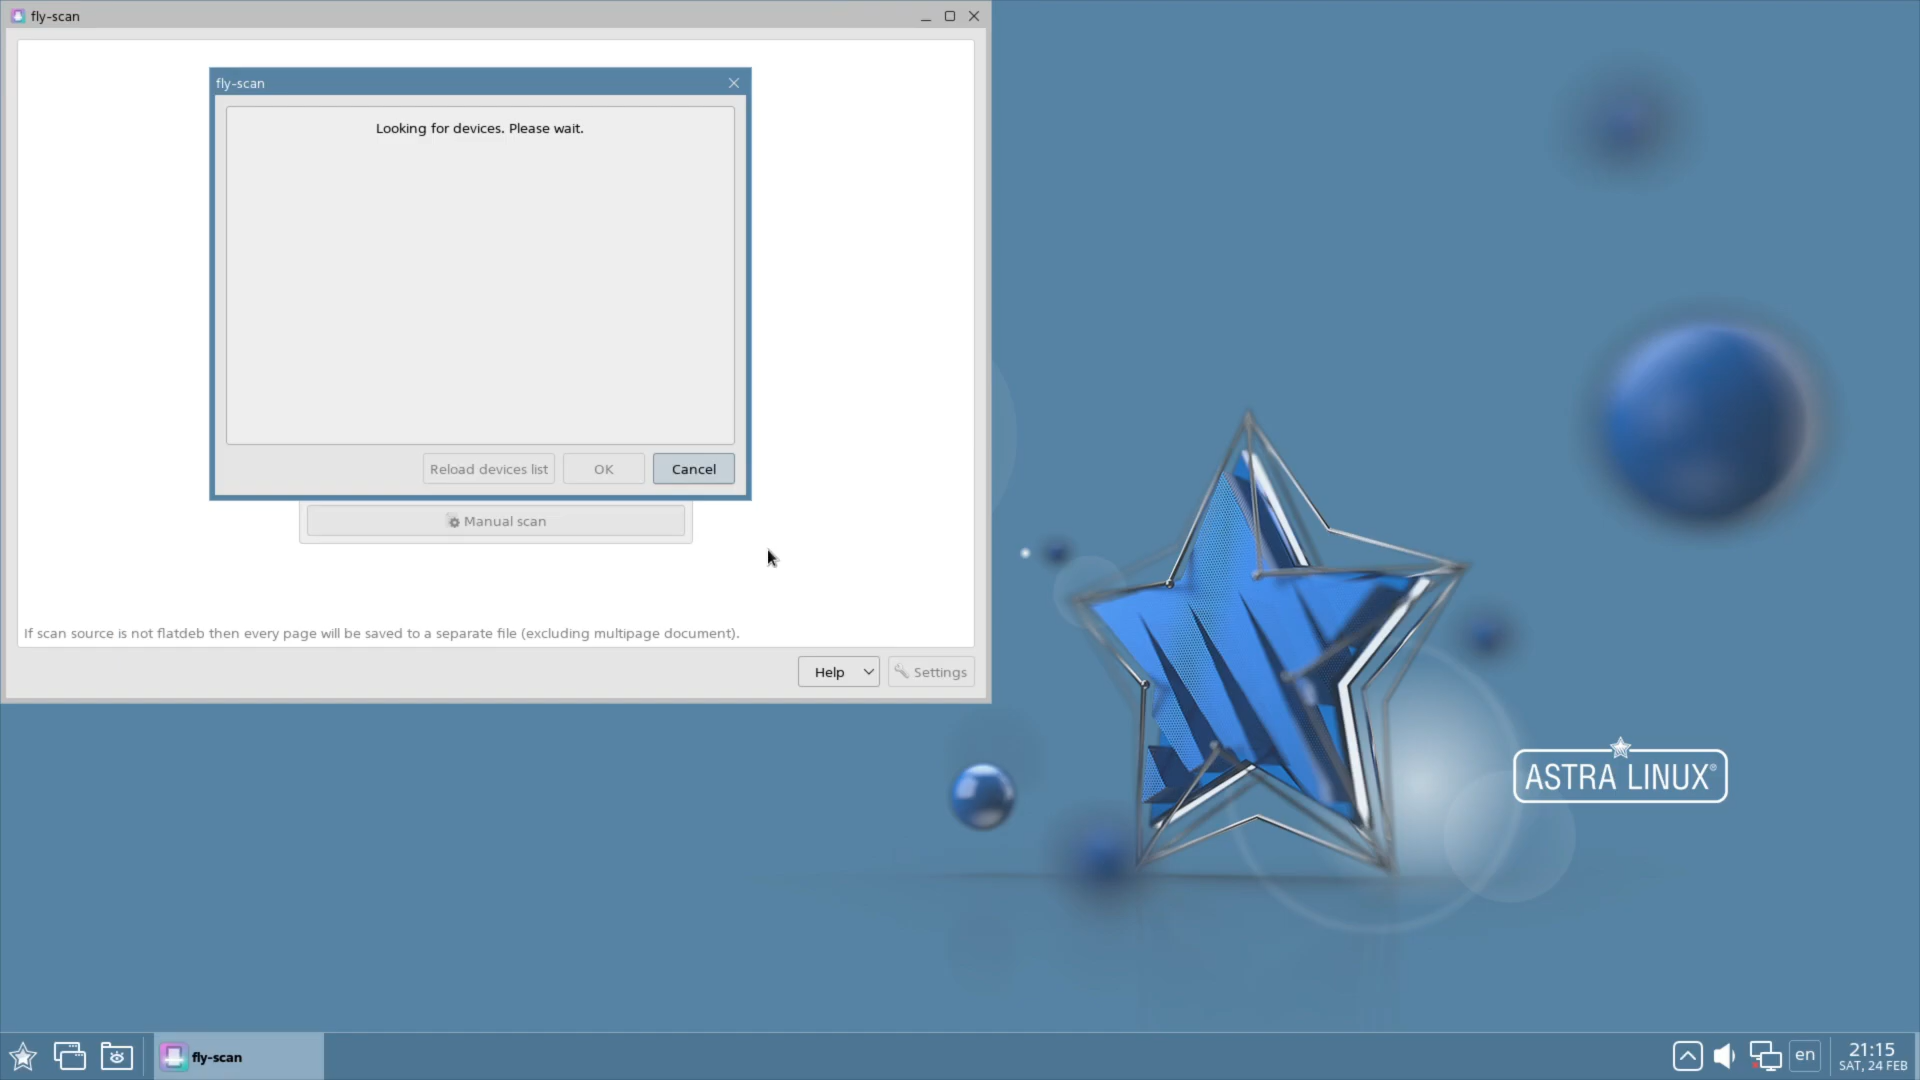 fly-scan
fly-scan
Looking for devices. Please wait.
Reload devices list
OK
Cancel
Manual scan
If scan source is not flatdeb then every page will be saved to a separate file (excluding multipage document).
Help
Settings
ASTRA LINUX®
fly-scan
en
21:15
SAT, 24 FEB